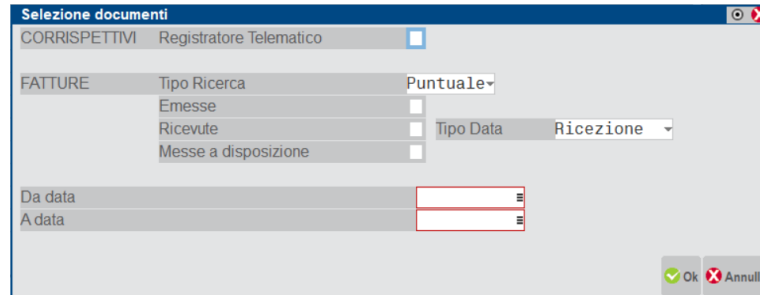 Selezione documenti
CORRISPETTIVI Registratore Telematico
FATTURE Tipo Ricerca Puntuale
Emesse
Ricevute Tipo Data Ricezione
Messe a disposizione
Da data
A data
Ok Annull